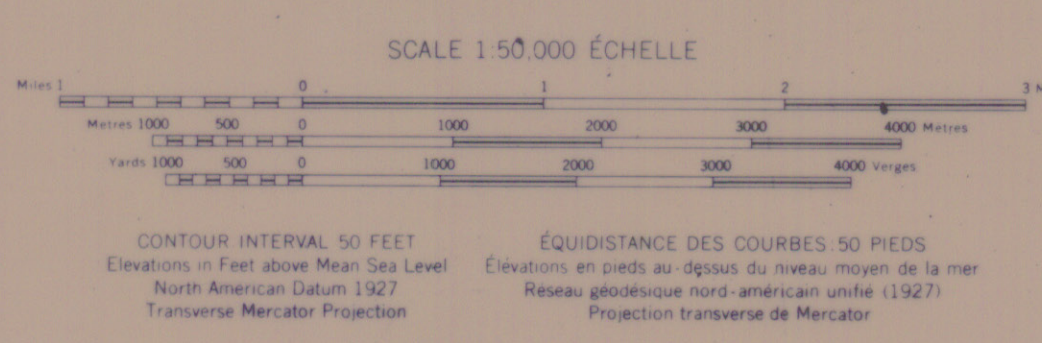 SCALE 1:50,000 ÉCHELLE
Miles 1 0 1 2 3
Metres 1000 500 0 1000 2000 3000 4000 Metres
Yards 1000 500 0 1000 2000 3000 4000 Verges
CONTOUR INTERVAL 50 FEET
Elevations in Feet above Mean Sea Level
North American Datum 1927
Transverse Mercator Projection
ÉQUIDISTANCE DES COURBES:50 PIEDS
Élévations en pieds au-dessus du niveau moyen de la mer
Réseau géodésique nord-américain unifié (1927)
Projection transverse de Mercator